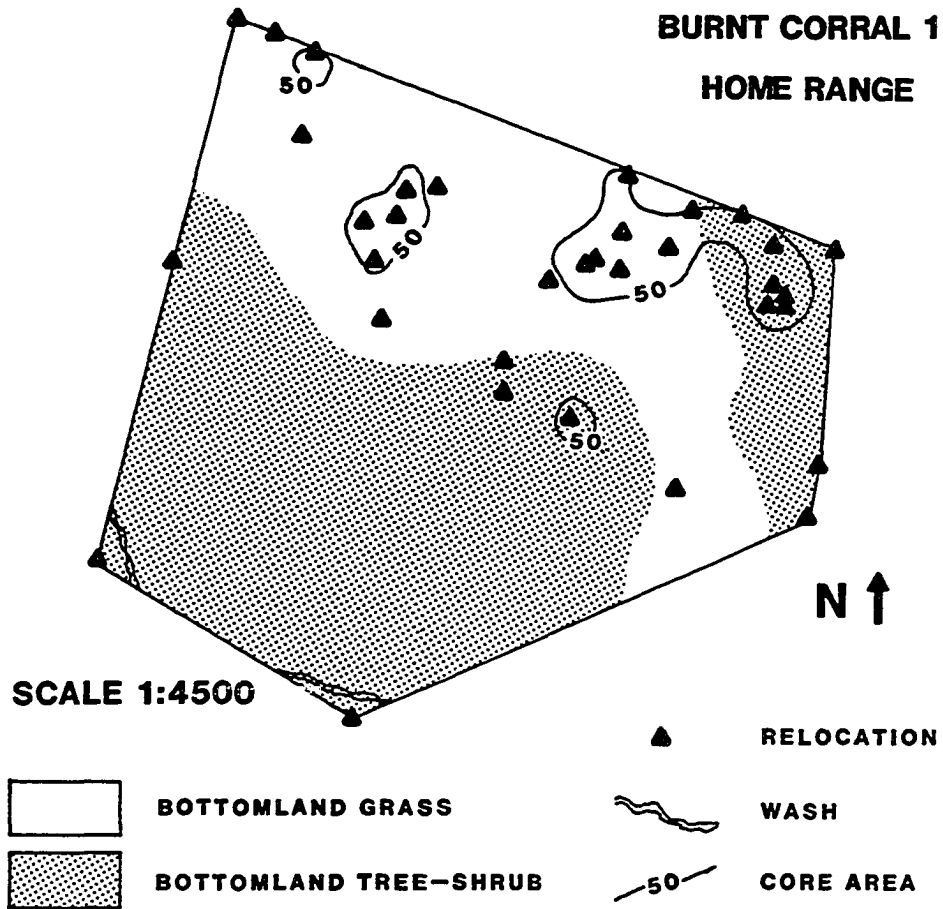 BURNT CORRAL 1
HOME RANGE
50
50
50
50
N
SCALE 1:4500
RELOCATION
BOTTOMLAND GRASS
WASH
BOTTOMLAND TREE-SHRUB
50
CORE AREA